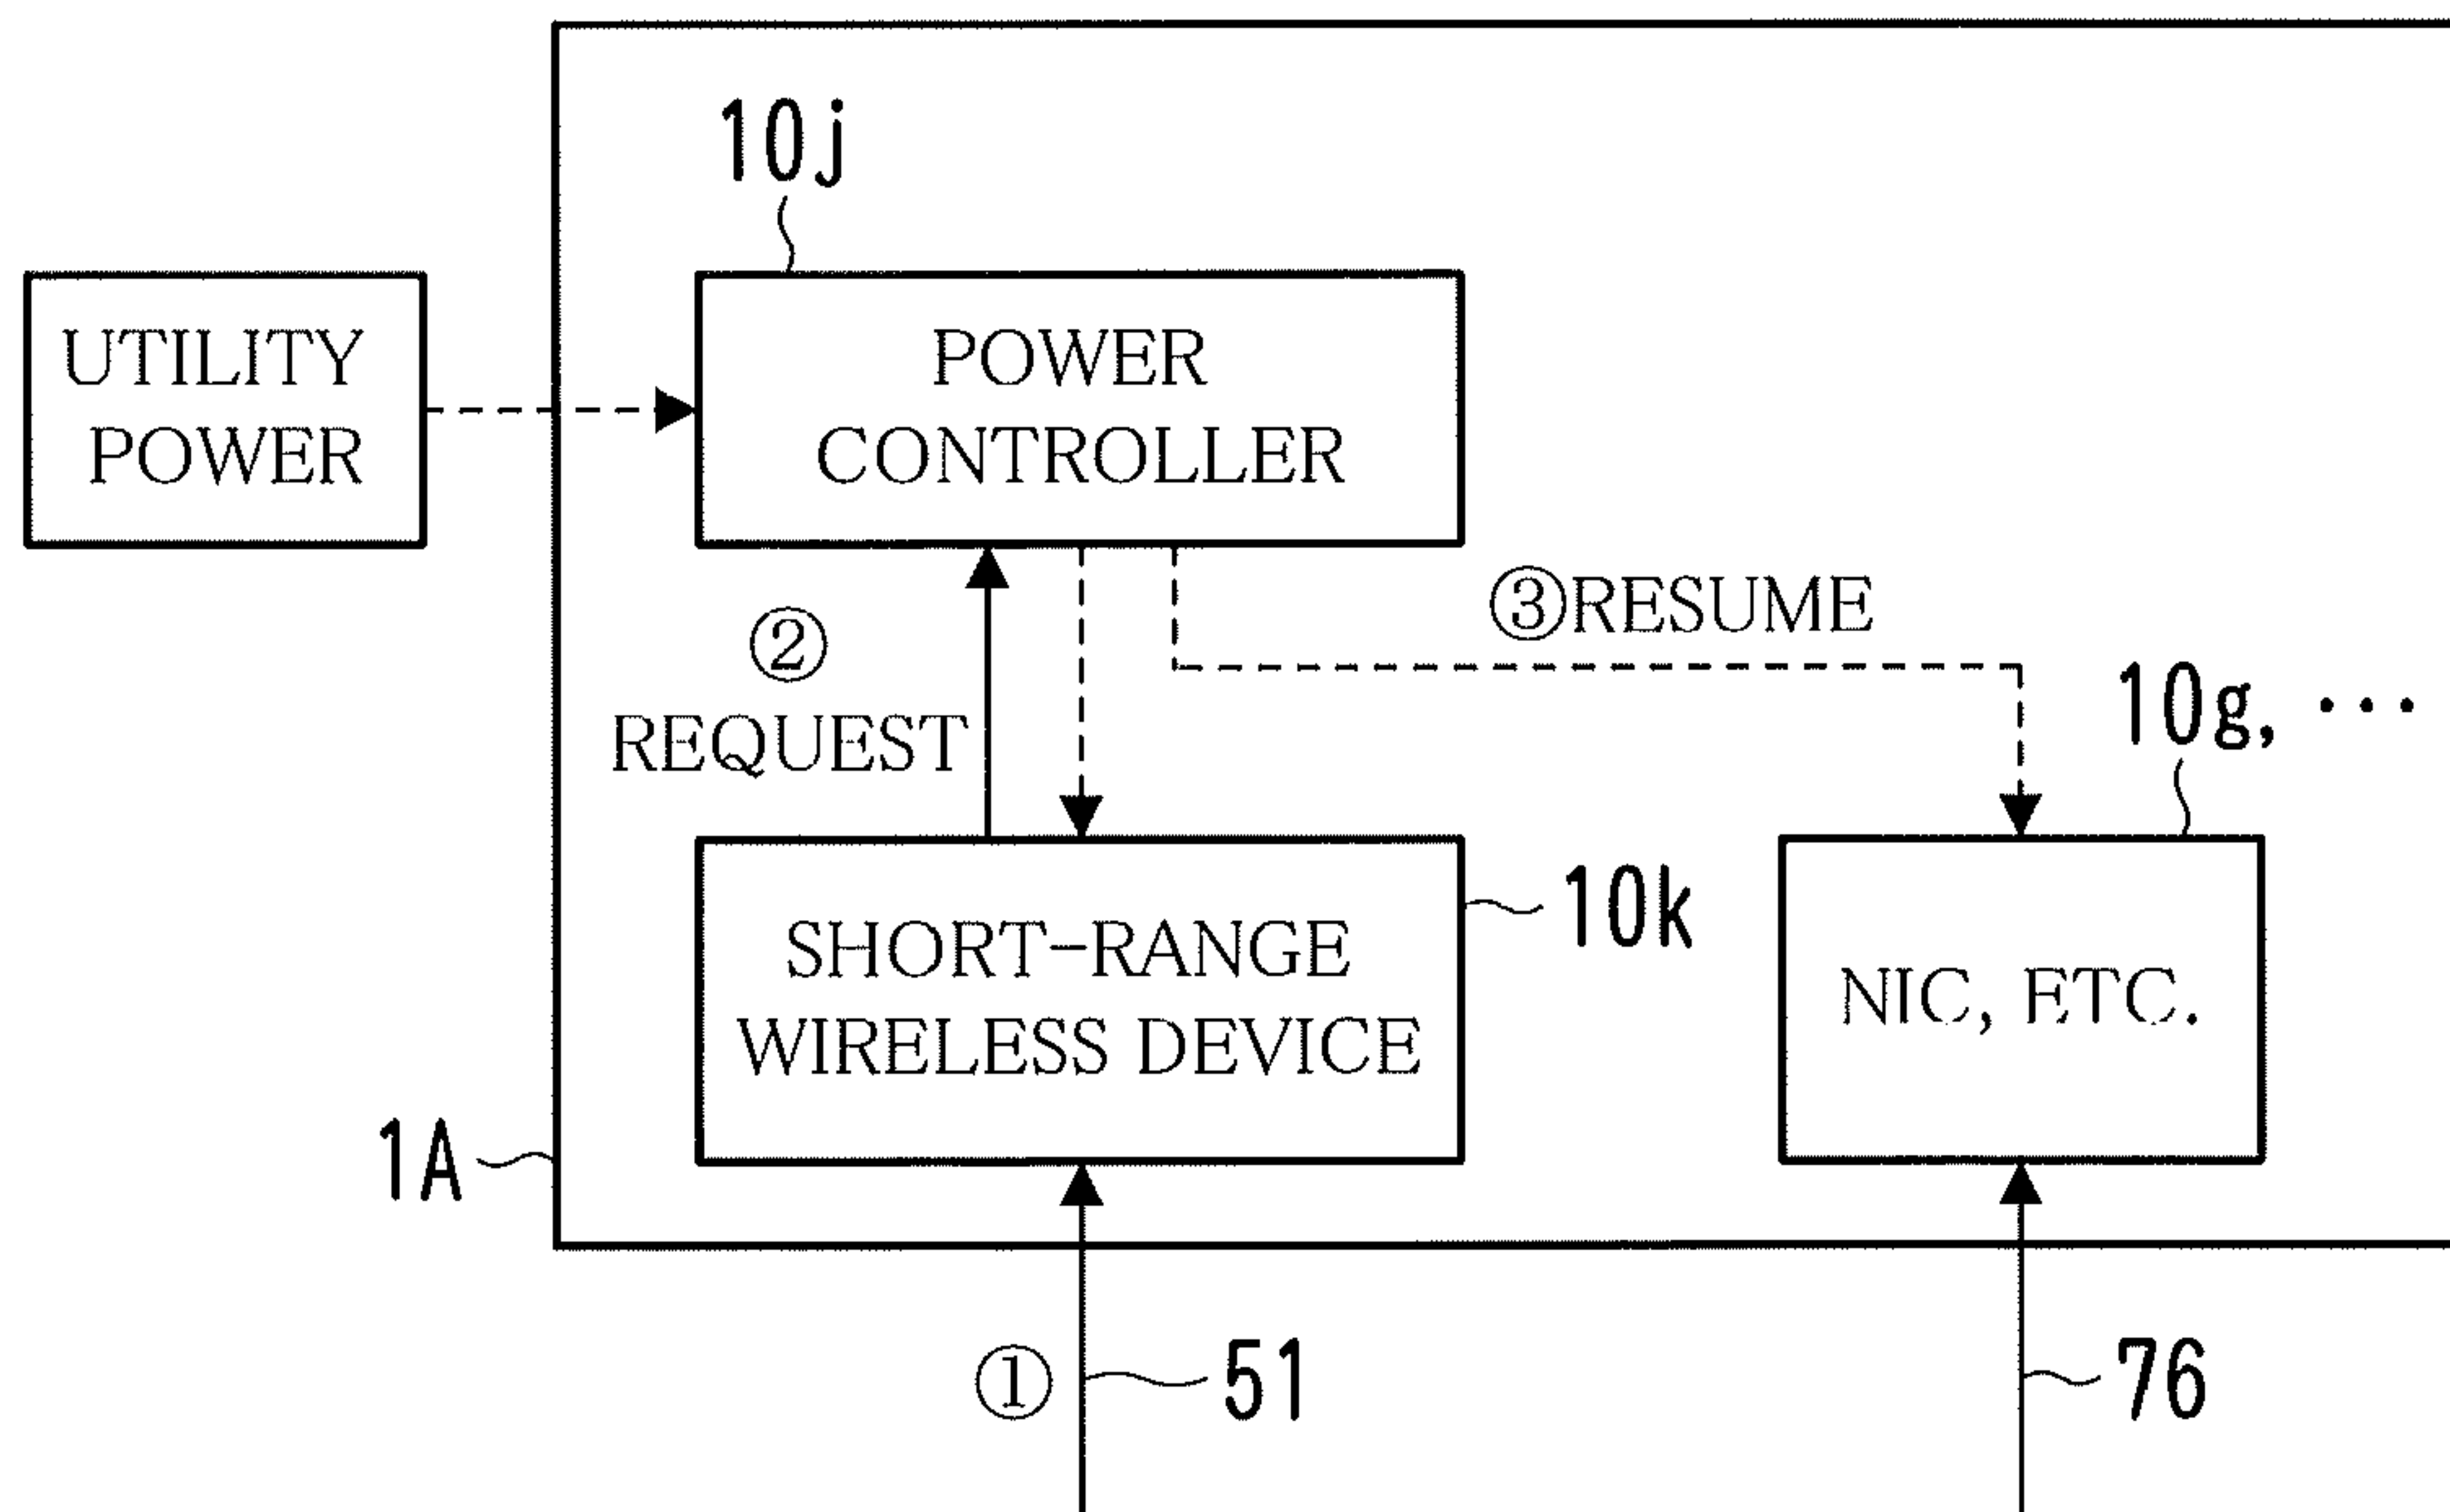 10j
UTILITY
POWER
POWER
CONTROLLER
②
REQUEST
③RESUME
10g, ···
SHORT-RANGE
WIRELESS DEVICE
10k
NIC, ETC.
1A
①
51
76